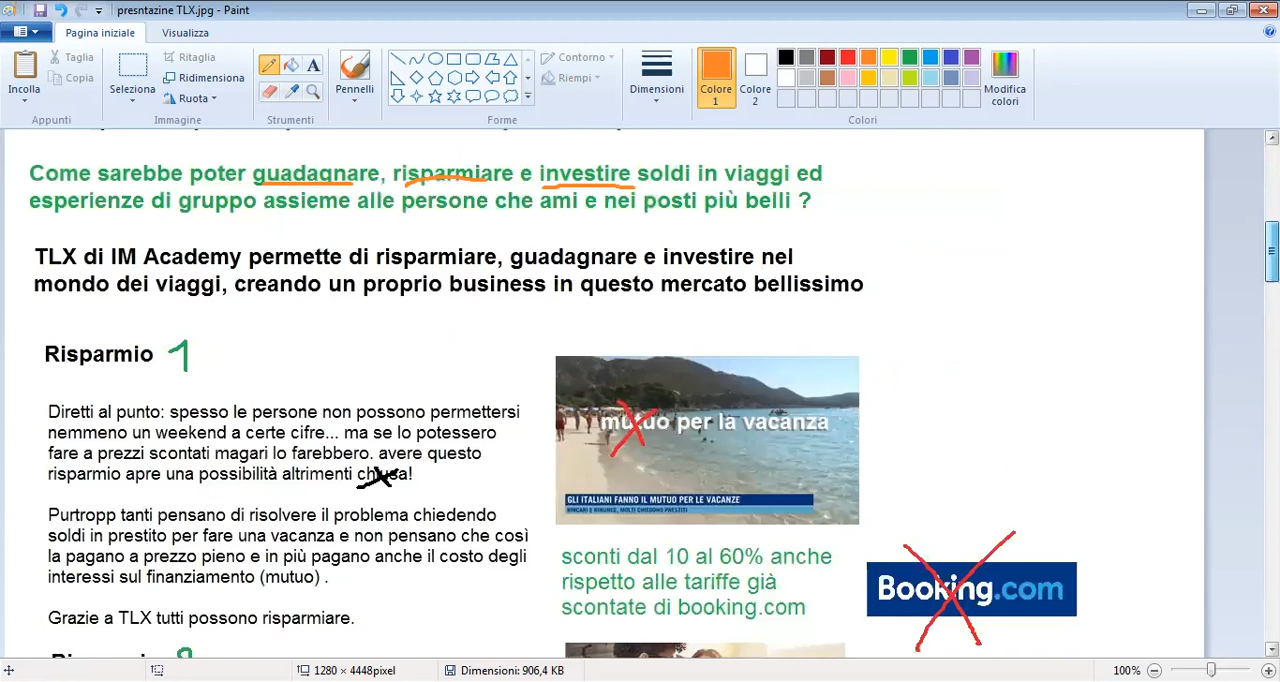 presntazine TLX.jpg - Paint
Pagina iniziale
Visualizza
Incolla
Taglia
Copia
Appunti
Seleziona
Ritaglia
Ridimensiona
Ruota
Immagine
A
Strumenti
Pennelli
Contorno
Riempi
Forme
Dimensioni
Colore 1
Colore 2
Modifica colori
Colori
Come sarebbe poter guadagnare, risparmiare e investire soldi in viaggi ed
esperienze di gruppo assieme alle persone che ami e nei posti più belli ?
TLX di IM Academy permette di risparmiare, guadagnare e investire nel
mondo dei viaggi, creando un proprio business in questo mercato bellissimo
Risparmio 1
Diretti al punto: spesso le persone non possono permettersi
nemmeno un weekend a certe cifre... ma se lo potessero
fare a prezzi scontati magari lo farebbero. avere questo
risparmio apre una possibilità altrimenti chiusa!
Purtropp tanti pensano di risolvere il problema chiedendo
soldi in prestito per fare una vacanza e non pensano che così
la pagano a prezzo pieno e in più pagano anche il costo degli
interessi sul finanziamento (mutuo) .
Grazie a TLX tutti possono risparmiare.
mutuo per la vacanza
GLI ITALIANI FANNO IL MUTUO PER LE VACANZE
RINCARI E RINUNCE, MOLTI CHIEDONO PRESTITI
sconti dal 10 al 60% anche
rispetto alle tariffe già
scontate di booking.com
Booking.com
1280 × 4448pixel
Dimensioni: 906,4 KB
100%